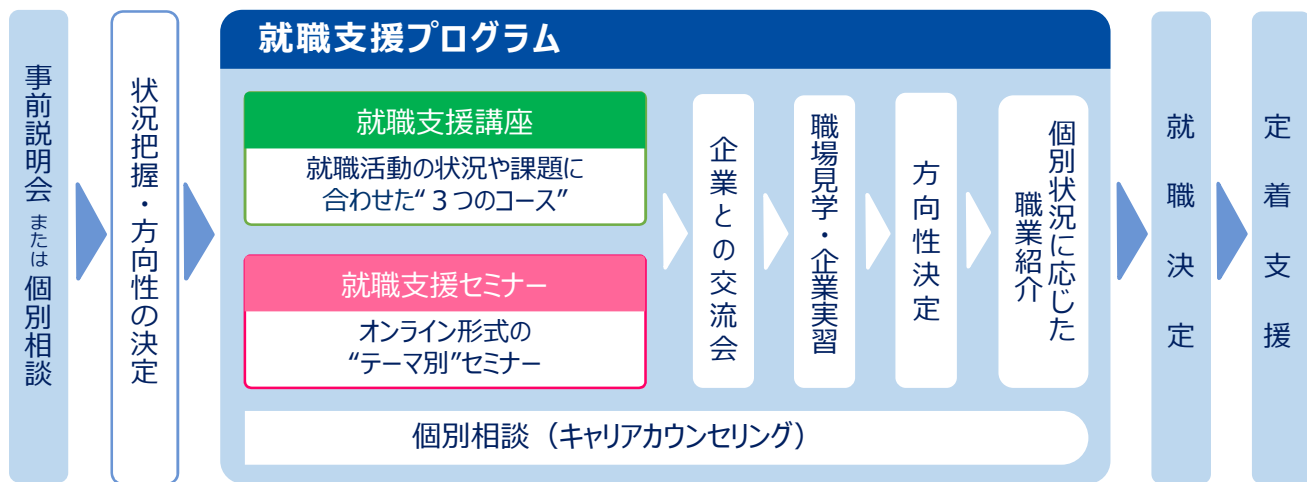 事前説明会 または 個別相談
状況把握・方向性の決定
就職支援プログラム
就職支援講座
就職活動の状況や課題に
合わせた“３つのコース”
就職支援セミナー
オンライン形式の
“テーマ別”セミナー
企業との交流会
職場見学・企業実習
方向性決定
個別状況に応じた
職業紹介
個別相談（キャリアカウンセリング）
就職決定
定着支援